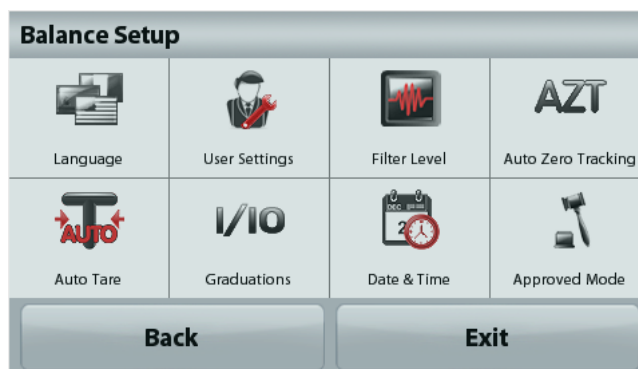 Balance Setup
AZT
Language
User Settings
Filter Level
Auto Zero Tracking
AUTO
I/IO
DEC
Auto Tare
Graduations
Date & Time
Approved Mode
Back
Exit